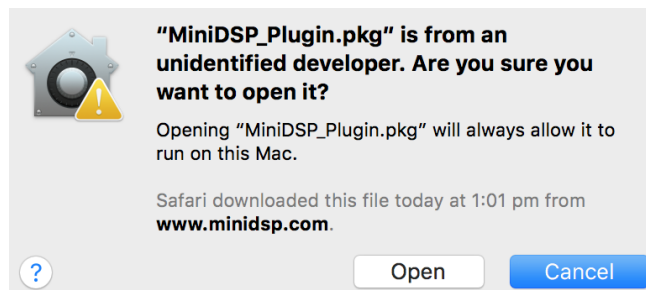 “MiniDSP_Plugin.pkg” is from an
unidentified developer. Are you sure you
want to open it?
Opening “MiniDSP_Plugin.pkg” will always allow it to
run on this Mac.
Safari downloaded this file today at 1:01 pm from
www.minidsp.com.
?
Open
Cancel